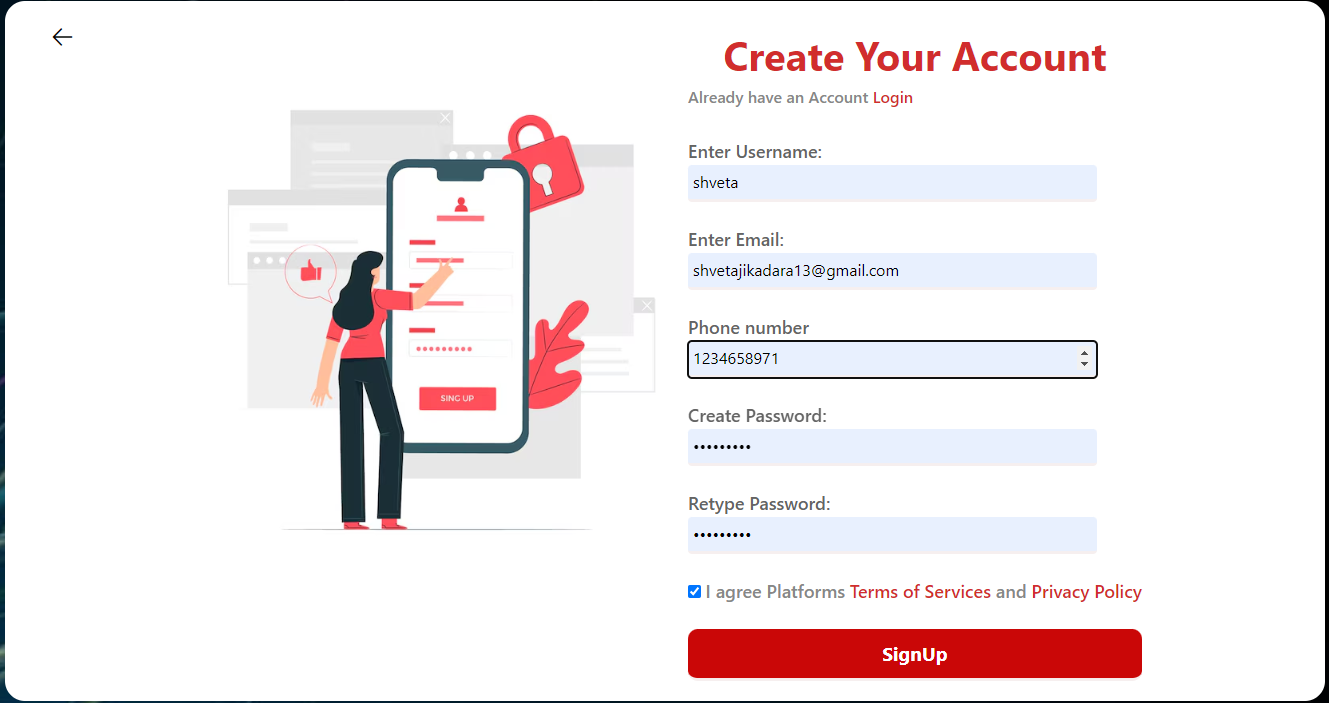 Create Your Account
Already have an Account Login
Enter Username:
shveta
Enter Email:
shvetajikadara13@gmail.com
Phone number
1234658971
Create Password:
•••••••••
Retype Password:
•••••••••
I agree Platforms Terms of Services and Privacy Policy
SignUp
SING UP